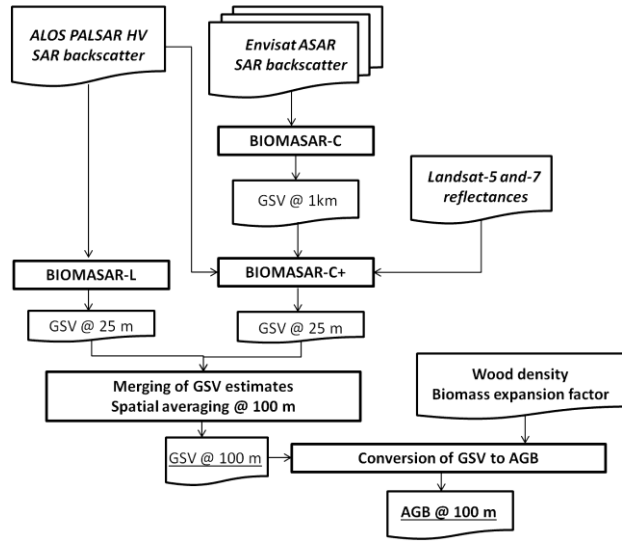 ALOS PALSAR HV
SAR backscatter
Envisat ASAR
SAR backscatter
BIOMASAR-C
GSV @ 1km
Landsat-5 and-7
reflectances
BIOMASAR-L
BIOMASAR-C+
GSV @ 25 m
GSV @ 25 m
Merging of GSV estimates
Spatial averaging @ 100 m
Wood density
Biomass expansion factor
GSV @ 100 m
Conversion of GSV to AGB
AGB @ 100 m